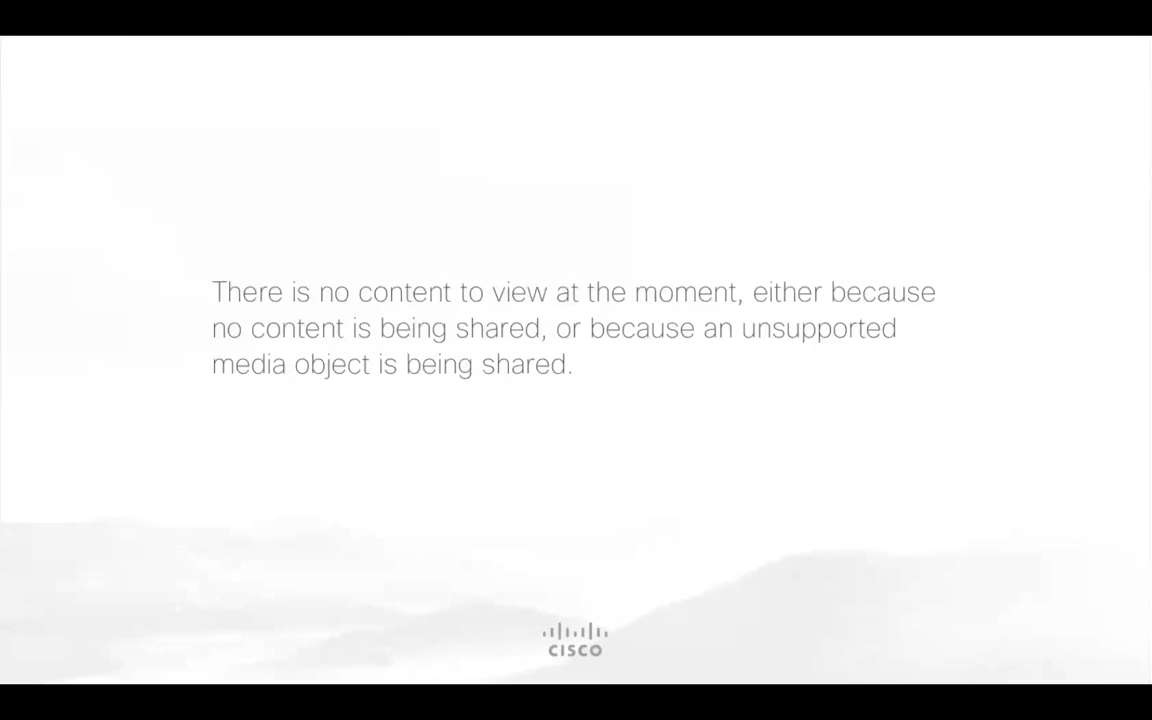 There is no content to view at the moment, either because
no content is being shared, or because an unsupported
media object is being shared.
CISCO